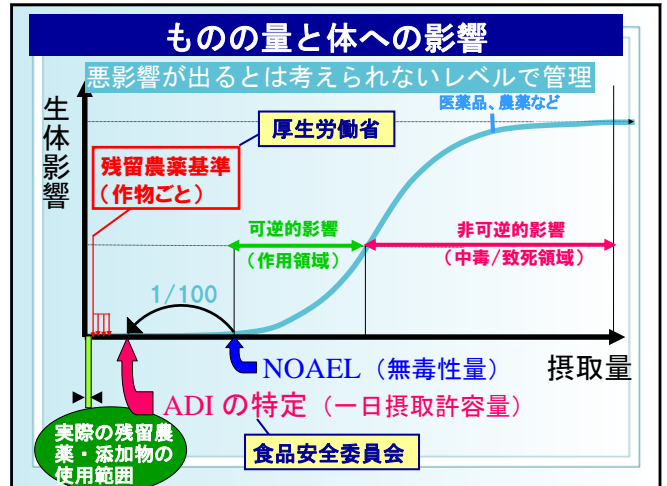 ものの量と体への影響
悪影響が出るとは考えられないレベルで管理
生体影響
医薬品、農薬など
厚生労働省
残留農薬基準
（作物ごと）
可逆的影響
（作用領域）
非可逆的影響
（中毒/致死領域）
1/100
NOAEL（無毒性量）
摂取量
ADI の特定（一日摂取許容量）
実際の残留農
薬・添加物の
使用範囲
食品安全委員会